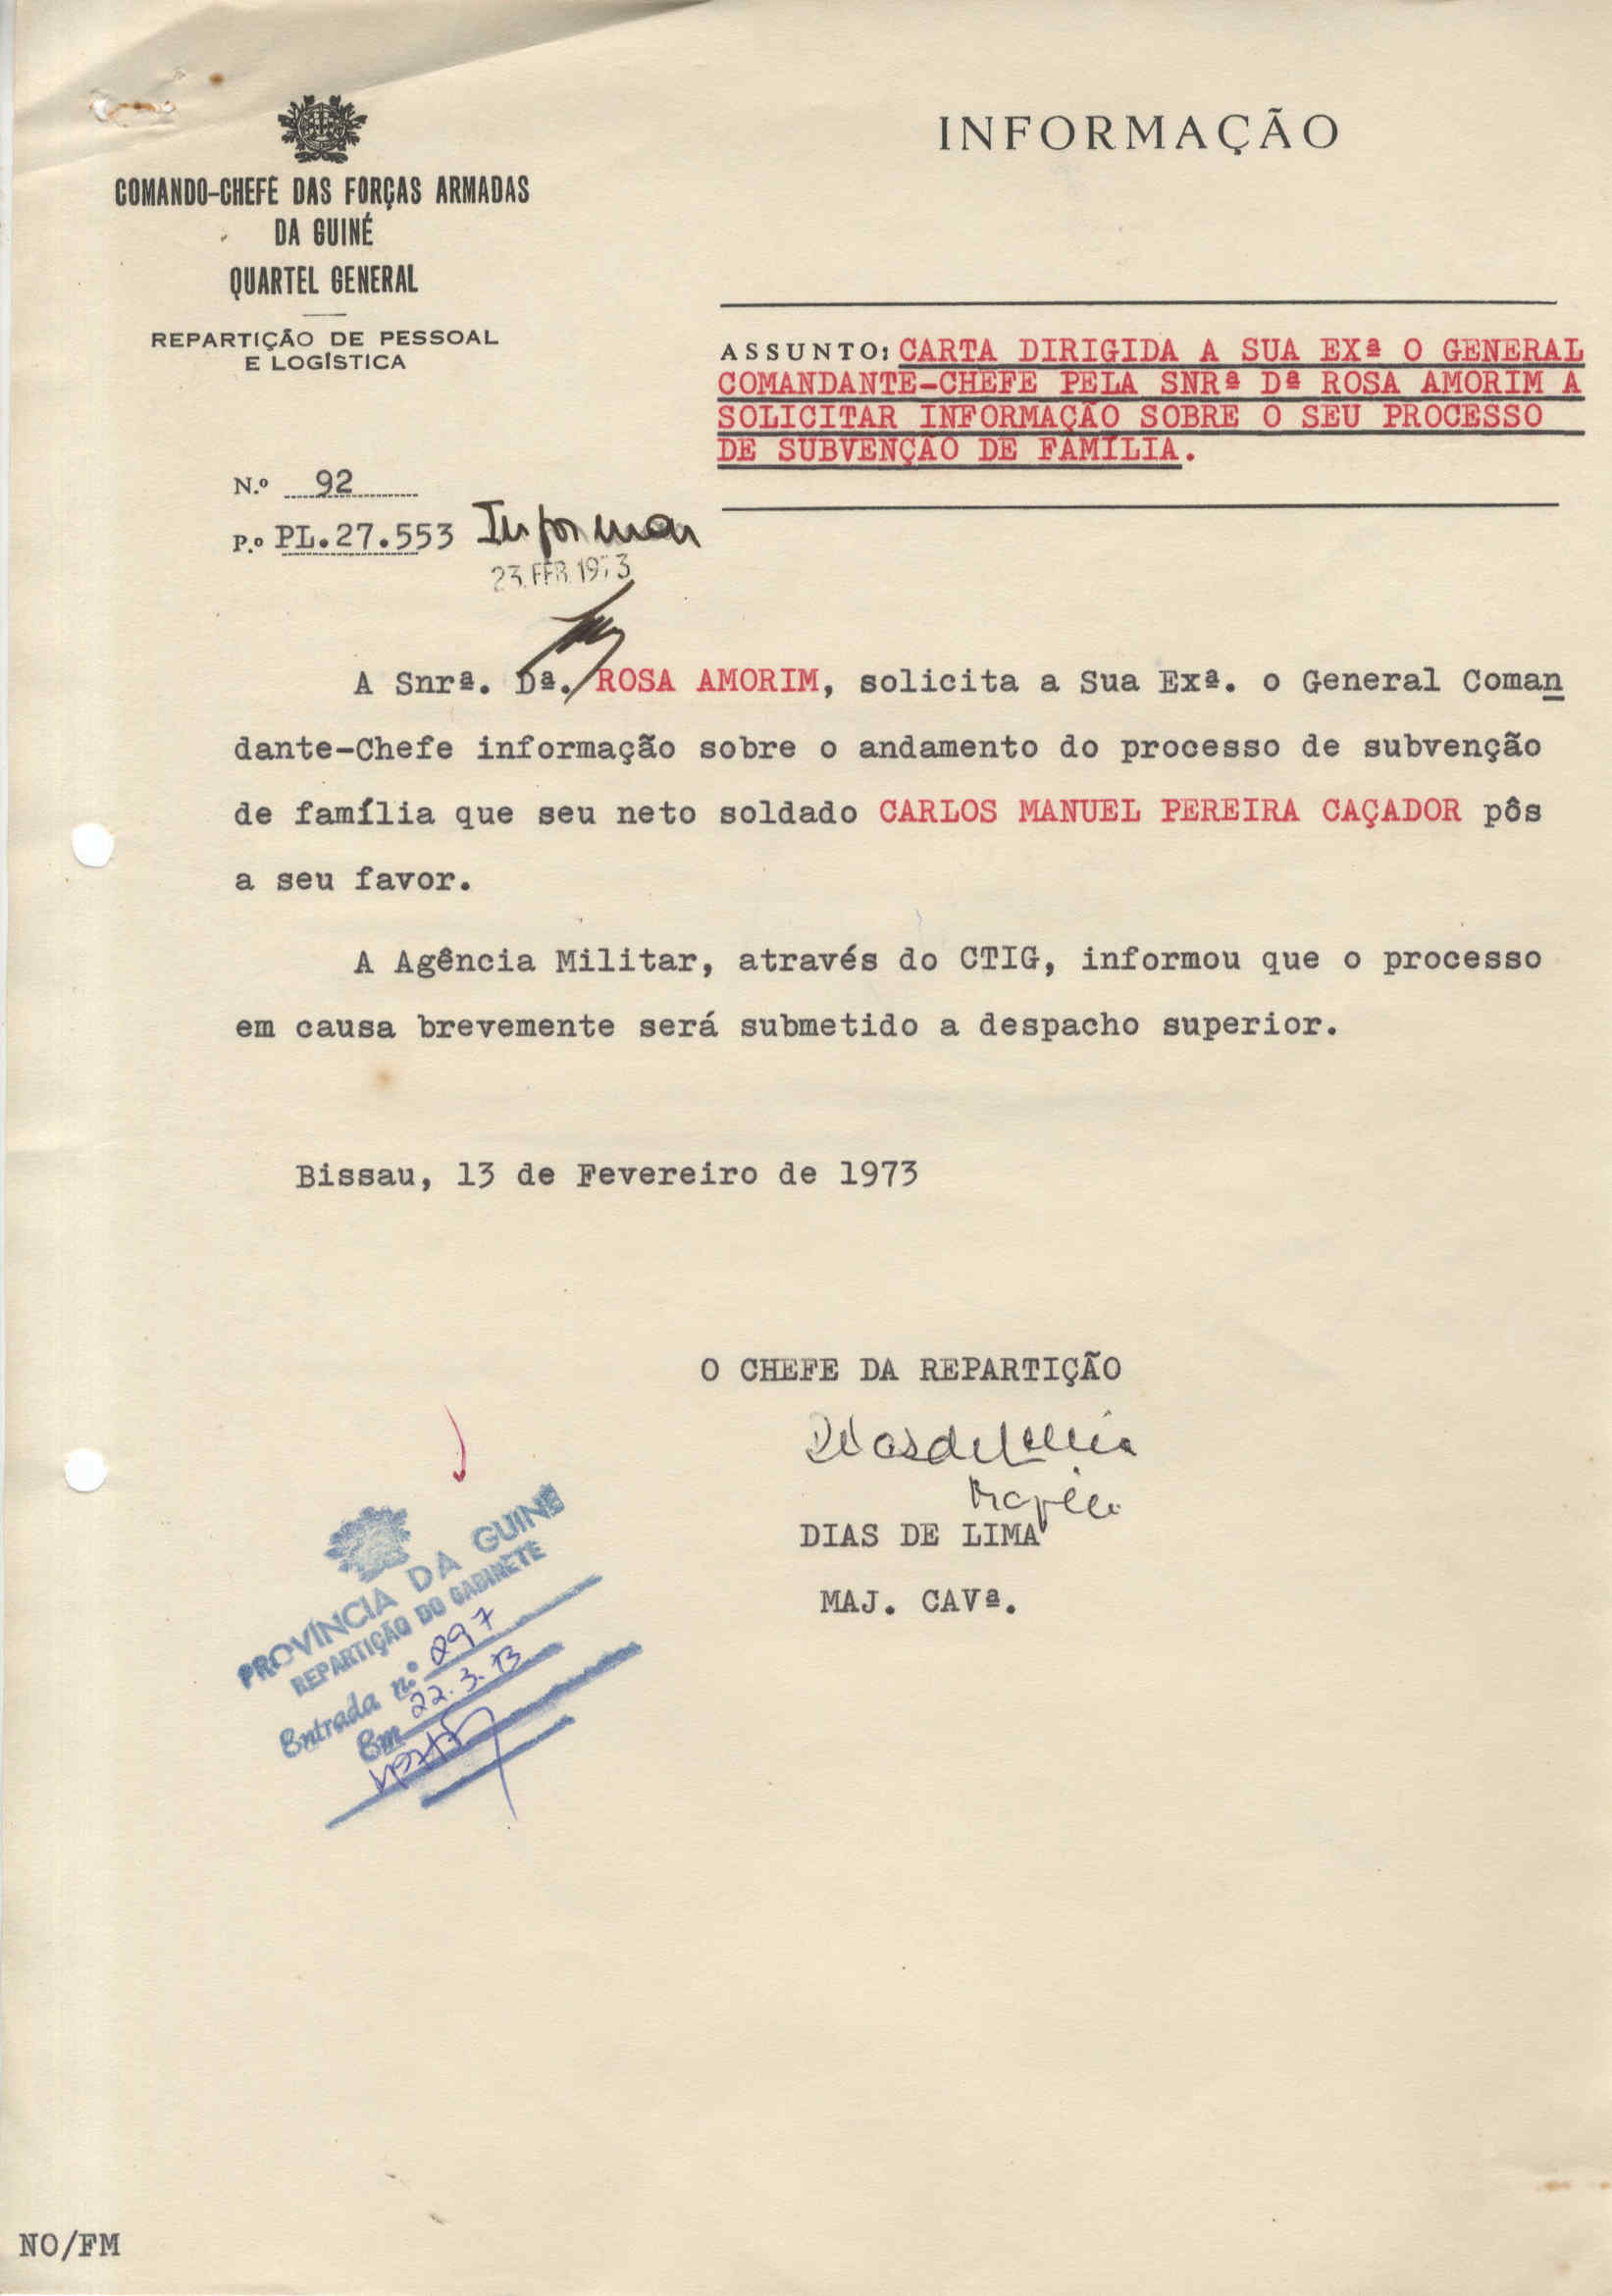 INFORMAÇÃO
COMANDO-CHEFE DAS FORÇAS ARMADAS
DA GUINÉ
QUARTEL GENERAL
REPARTIÇÃO DE PESSOAL
E LOGÍSTICA
ASSUNTO: CARTA DIRIGIDA A SUA EXª O GENERAL
COMANDANTE-CHEFE PELA SNRª Dª ROSA AMORIM A
SOLICITAR INFORMAÇÃO SOBRE O SEU PROCESSO
DE SUBVENÇÃO DE FAMÍLIA.
N.º 92
P.º PL.27.553
Informar
23.FEB.1973
A Snrª. Dª. ROSA AMORIM, solicita a Sua Exª. o General Coman
dante-Chefe informação sobre o andamento do processo de subvenção
de família que seu neto soldado CARLOS MANUEL PEREIRA CAÇADOR pôs
a seu favor.
A Agência Militar, através do CTIG, informou que o processo
em causa brevemente será submetido a despacho superior.
Bissau, 13 de Fevereiro de 1973
O CHEFE DA REPARTIÇÃO
DIAS DE LIMA
MAJ. CAVª.
PROVÍNCIA DA GUINÉ
REPARTIÇÃO DO GABINETE
Entrada n.º 897
Em 22.3.73
NO/FM